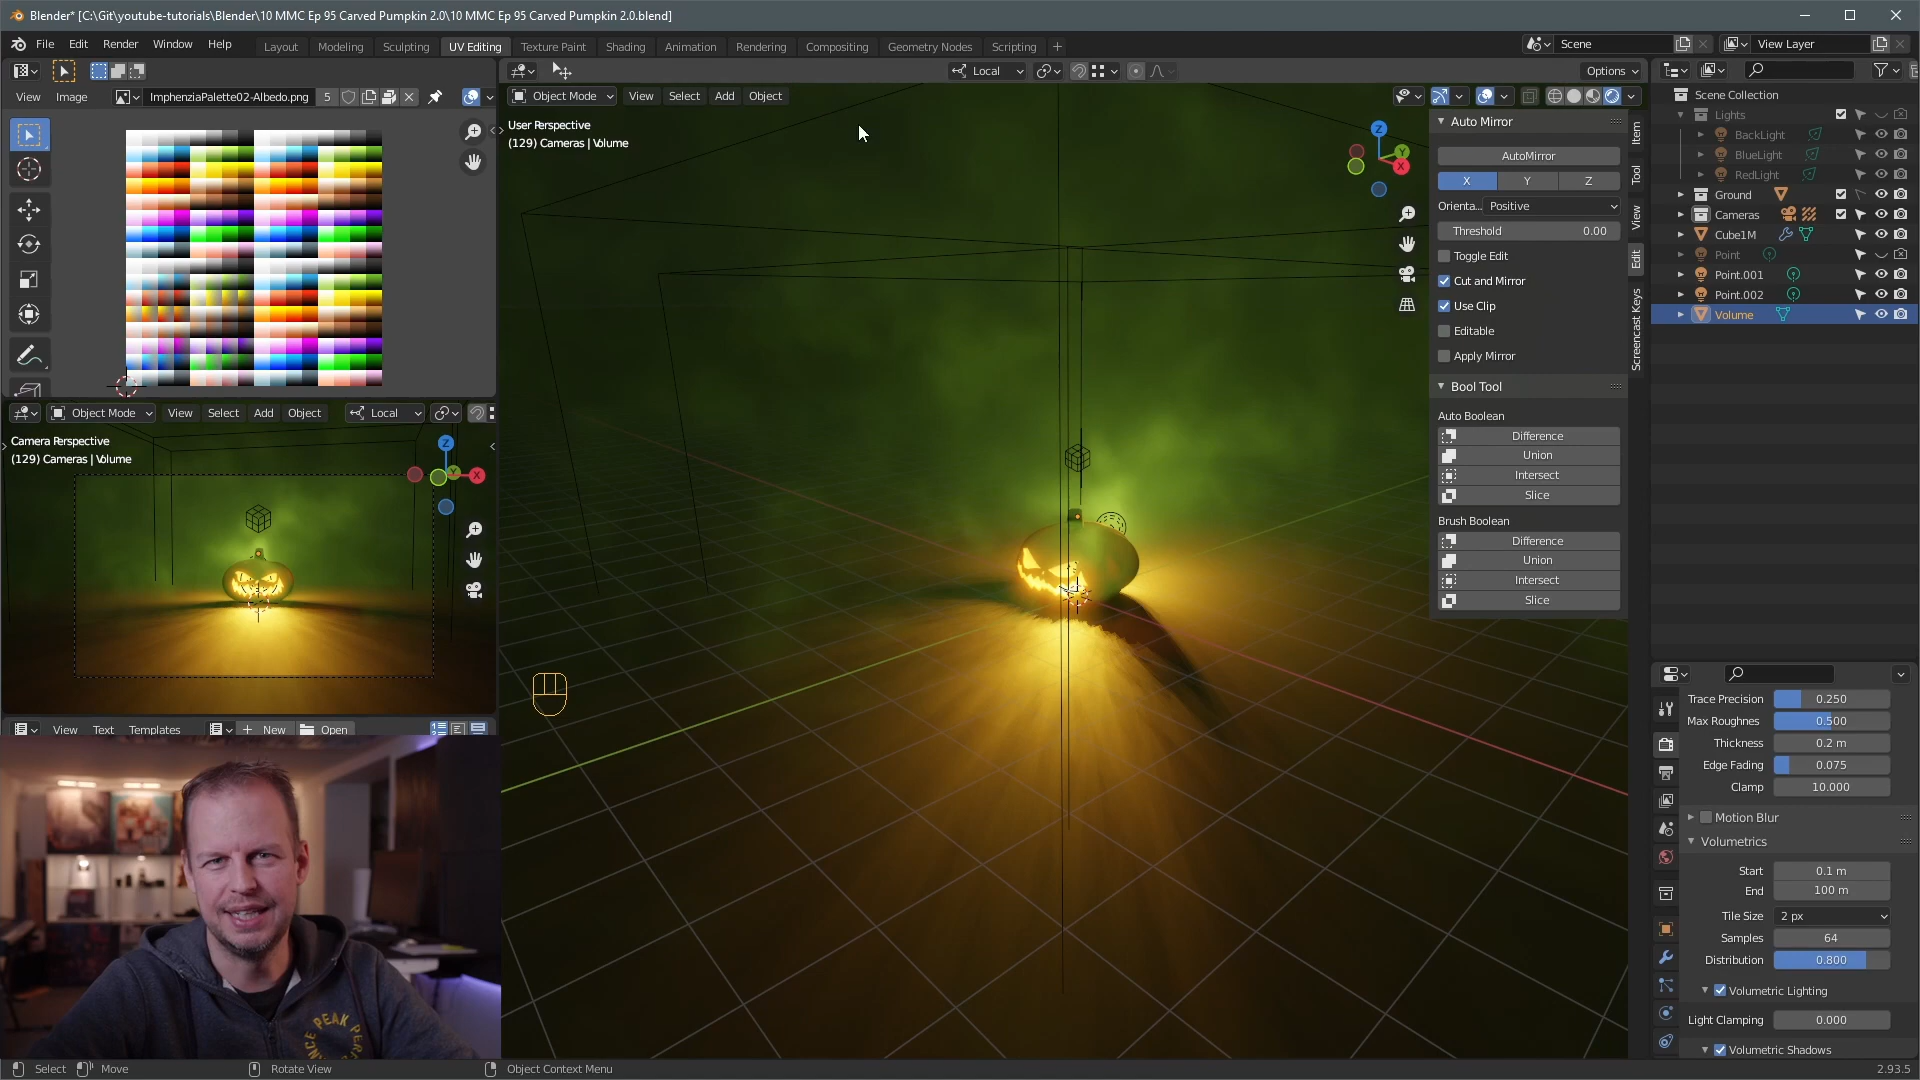 Blender* [C:\Git\youtube-tutorials\Blender\10 MMC Ep 95 Carved Pumpkin 2.0\10 MMC Ep 95 Carved Pumpkin 2.0.blend]
File Edit Render Window Help Layout Modeling Sculpting UV Editing Texture Paint Shading Animation Rendering Compositing Geometry Nodes Scripting + Scene View Layer
Local Options
View Image ImphenziaPalette02-Albedo.png 5
Object Mode View Select Add Object
User Perspective
(129) Cameras | Volume
Auto Mirror
AutoMirror
X Y Z
Orienta... Positive
Threshold 0.00
Toggle Edit
Cut and Mirror
Use Clip
Editable
Apply Mirror
Bool Tool
Auto Boolean
Difference
Union
Intersect
Slice
Brush Boolean
Difference
Union
Intersect
Slice
Item
Tool
View
Edit
Screencast Keys
Z
Y
X
Scene Collection
Lights
BackLight
BlueLight
RedLight
Ground
Cameras
Cube1M
Point
Point.001
Point.002
Volume
Object Mode View Select Add Object Local
Camera Perspective
(129) Cameras | Volume
Z
Y
X
View Text Templates New Open
Trace Precision 0.250
Max Roughnes 0.500
Thickness 0.2 m
Edge Fading 0.075
Clamp 10.000
Motion Blur
Volumetrics
Start 0.1 m
End 100 m
Tile Size 2 px
Samples 64
Distribution 0.800
Volumetric Lighting
Light Clamping 0.000
Volumetric Shadows
Select Move Rotate View Object Context Menu 2.93.5